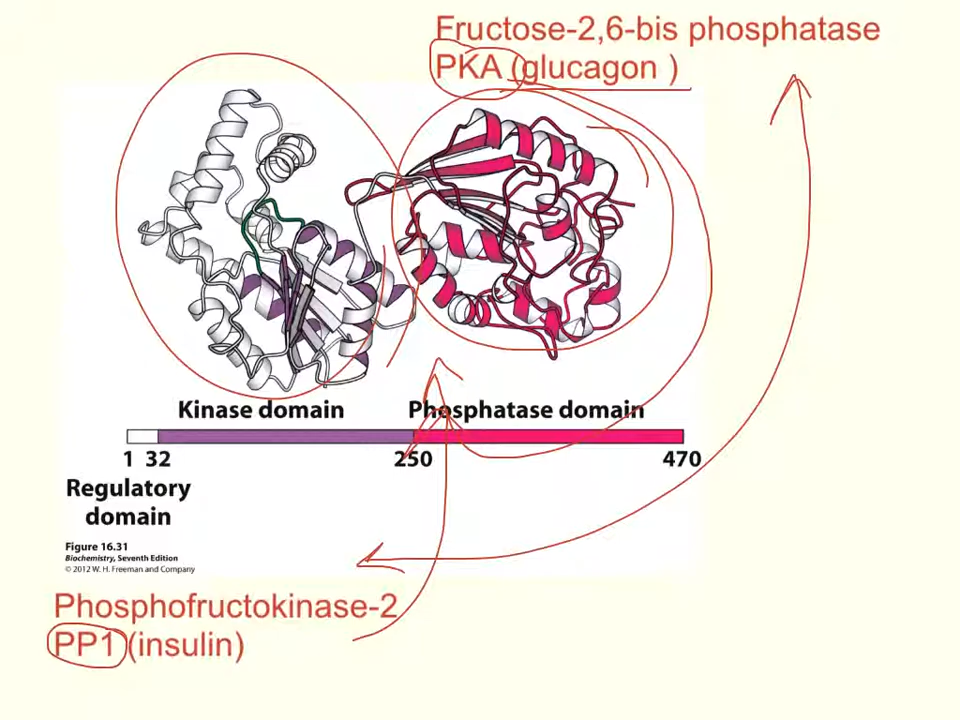 Fructose-2,6-bis phosphatase
PKA (glucagon )
Kinase domain
Phosphatase domain
1 32 250 470
Regulatory
domain
Figure 16.31
Biochemistry, Seventh Edition
© 2012 W. H. Freeman and Company
Phosphofructokinase-2
PP1 (insulin)